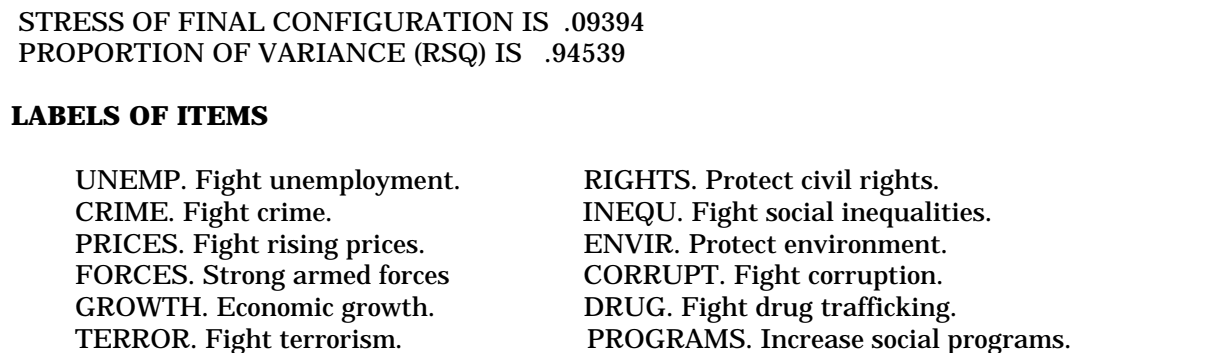 STRESS OF FINAL CONFIGURATION IS .09394
PROPORTION OF VARIANCE (RSQ) IS .94539
LABELS OF ITEMS
UNEMP. Fight unemployment. RIGHTS. Protect civil rights.
CRIME. Fight crime. INEQU. Fight social inequalities.
PRICES. Fight rising prices. ENVIR. Protect environment.
FORCES. Strong armed forces CORRUPT. Fight corruption.
GROWTH. Economic growth. DRUG. Fight drug trafficking.
TERROR. Fight terrorism. PROGRAMS. Increase social programs.